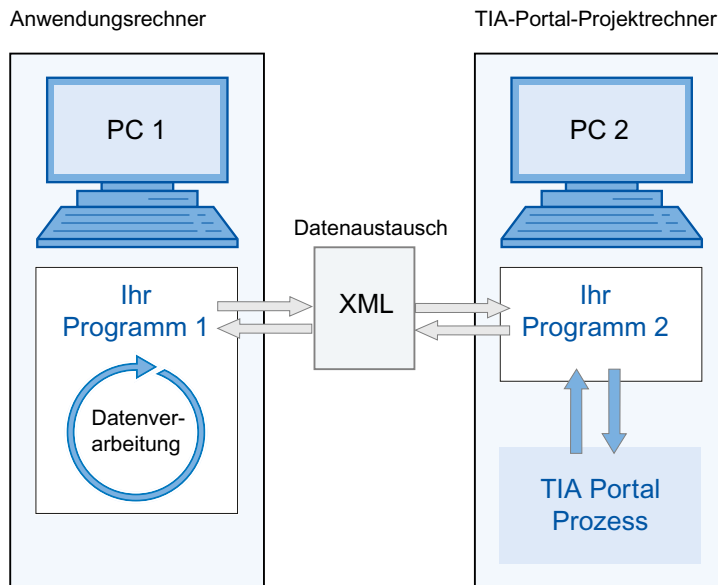 Anwendungsrechner
TIA-Portal-Projektrechner
PC 1
PC 2
Datenaustausch
XML
Ihr
Programm 1
Datenver-
arbeitung
Ihr
Programm 2
TIA Portal
Prozess